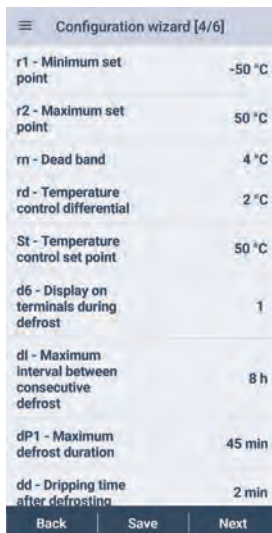 Configuration wizard [4/6]
r1 - Minimum set
point
-50 °C
r2 - Maximum set
point
50 °C
rn - Dead band
4 °C
rd - Temperature
control differential
2 °C
St - Temperature
control set point
50 °C
d6 - Display on
terminals during
defrost
1
dI - Maximum
interval between
consecutive
defrost
8 h
dP1 - Maximum
defrost duration
45 min
dd - Dripping time
after defrosting
2 min
Back
Save
Next